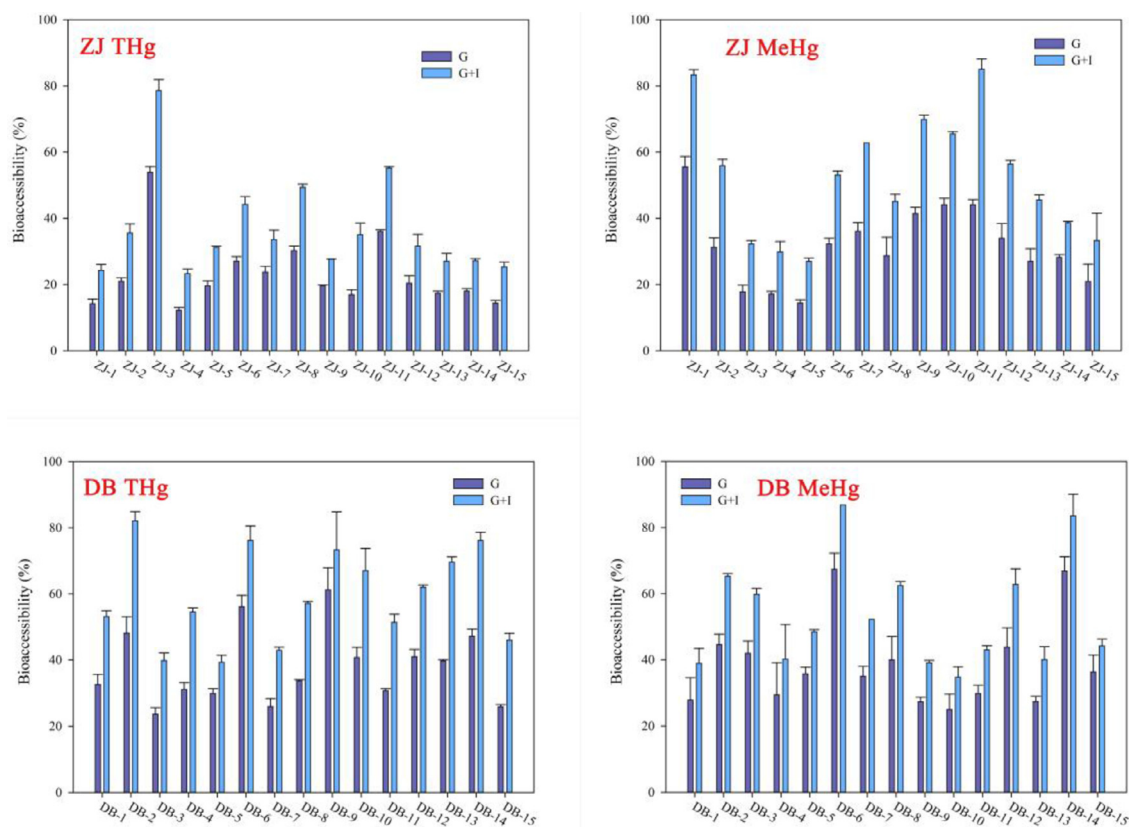 ZJ THg
G
G+I
Bioaccessibility (%)
100
80
60
40
20
0
ZJ-1
ZJ-2
ZJ-3
ZJ-4
ZJ-5
ZJ-6
ZJ-7
ZJ-8
ZJ-9
ZJ-10
ZJ-11
ZJ-12
ZJ-13
ZJ-14
ZJ-15
ZJ MeHg
G
G+I
Bioaccessibility (%)
100
80
60
40
20
0
ZJ-1
ZJ-2
ZJ-3
ZJ-4
ZJ-5
ZJ-6
ZJ-7
ZJ-8
ZJ-9
ZJ-10
ZJ-11
ZJ-12
ZJ-13
ZJ-14
ZJ-15
DB THg
G
G+I
Bioaccessibility (%)
100
80
60
40
20
0
DB-1
DB-2
DB-3
DB-4
DB-5
DB-6
DB-7
DB-8
DB-9
DB-10
DB-11
DB-12
DB-13
DB-14
DB-15
DB MeHg
G
G+I
Bioaccessibility (%)
100
80
60
40
20
0
DB-1
DB-2
DB-3
DB-4
DB-5
DB-6
DB-7
DB-8
DB-9
DB-10
DB-11
DB-12
DB-13
DB-14
DB-15